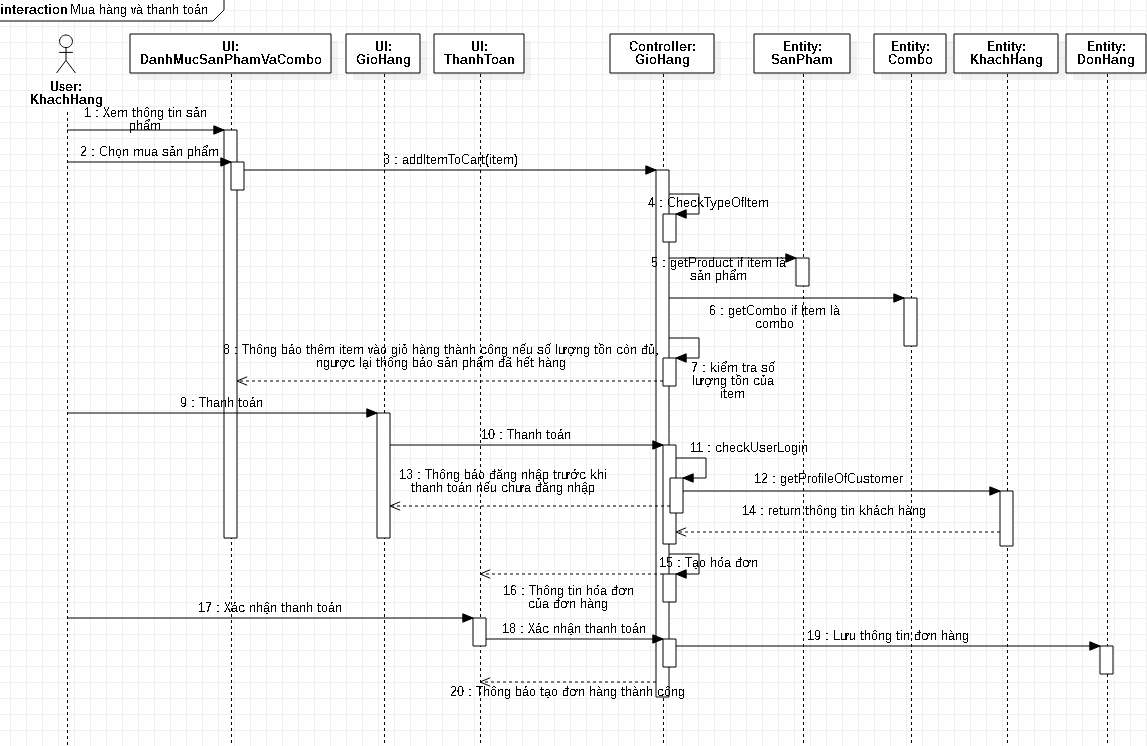 interaction Mua hàng và thanh toán
User:
KhachHang
UI:
DanhMucSanPhamVaCombo
UI:
GioHang
UI:
ThanhToan
Controller:
GioHang
Entity:
SanPham
Entity:
Combo
Entity:
KhachHang
Entity:
DonHang
1 : Xem thông tin sản
phẩm
2 : Chọn mua sản phẩm
3 : addItemToCart(item)
4 : CheckTypeOfItem
5 : getProduct if item là
sản phẩm
6 : getCombo if item là
combo
8 : Thông báo thêm item vào giỏ hàng thành công nếu số lượng tồn còn đủ,
ngược lại thông báo sản phẩm đã hết hàng
7 : kiểm tra số
lượng tồn của
item
9 : Thanh toán
10 : Thanh toán
11 : checkUserLogin
13 : Thông báo đăng nhập trước khi
thanh toán nếu chưa đăng nhập
12 : getProfileOfCustomer
14 : return thông tin khách hàng
15 : Tạo hóa đơn
16 : Thông tin hóa đơn
của đơn hàng
17 : Xác nhận thanh toán
18 : Xác nhận thanh toán
19 : Lưu thông tin đơn hàng
20 : Thông báo tạo đơn hàng thành công